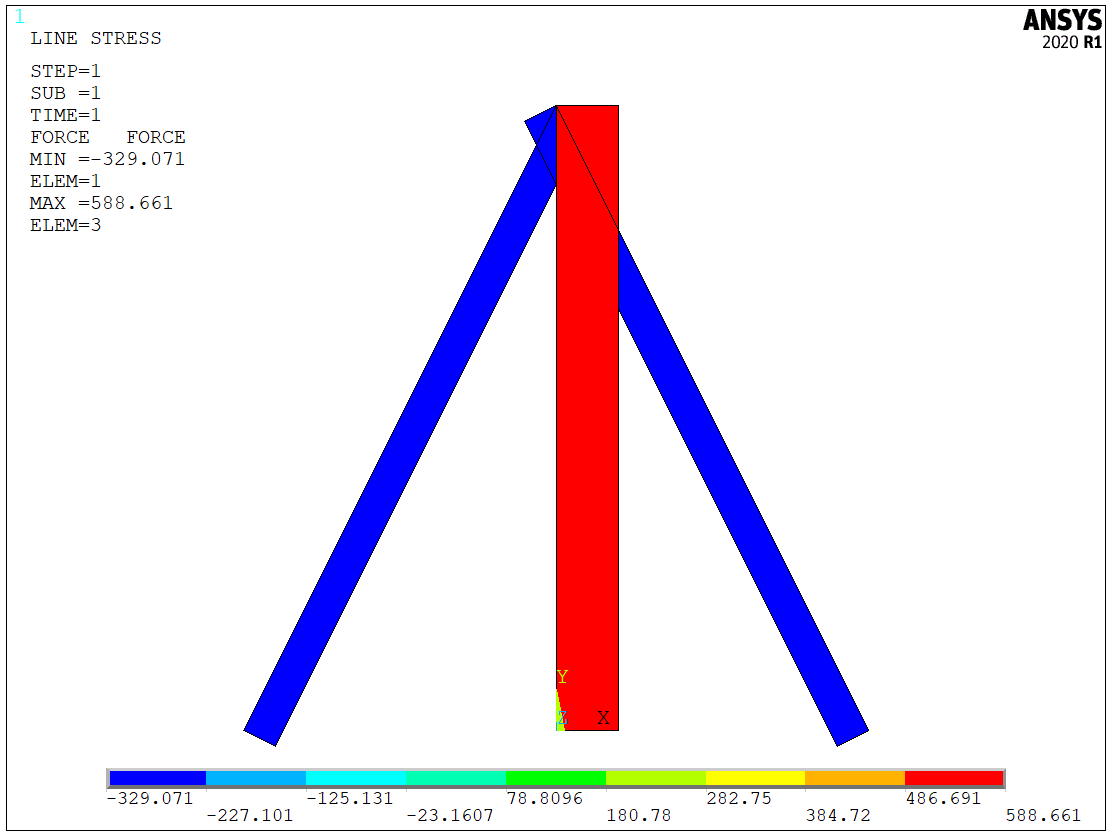 1
ANSYS
2020 R1
LINE STRESS
STEP=1
SUB =1
TIME=1
FORCE   FORCE
MIN =-329.071
ELEM=1
MAX =588.661
ELEM=3
Y
Z X
-329.071 -125.131 78.8096 282.75 486.691
-227.101 -23.1607 180.78 384.72 588.661